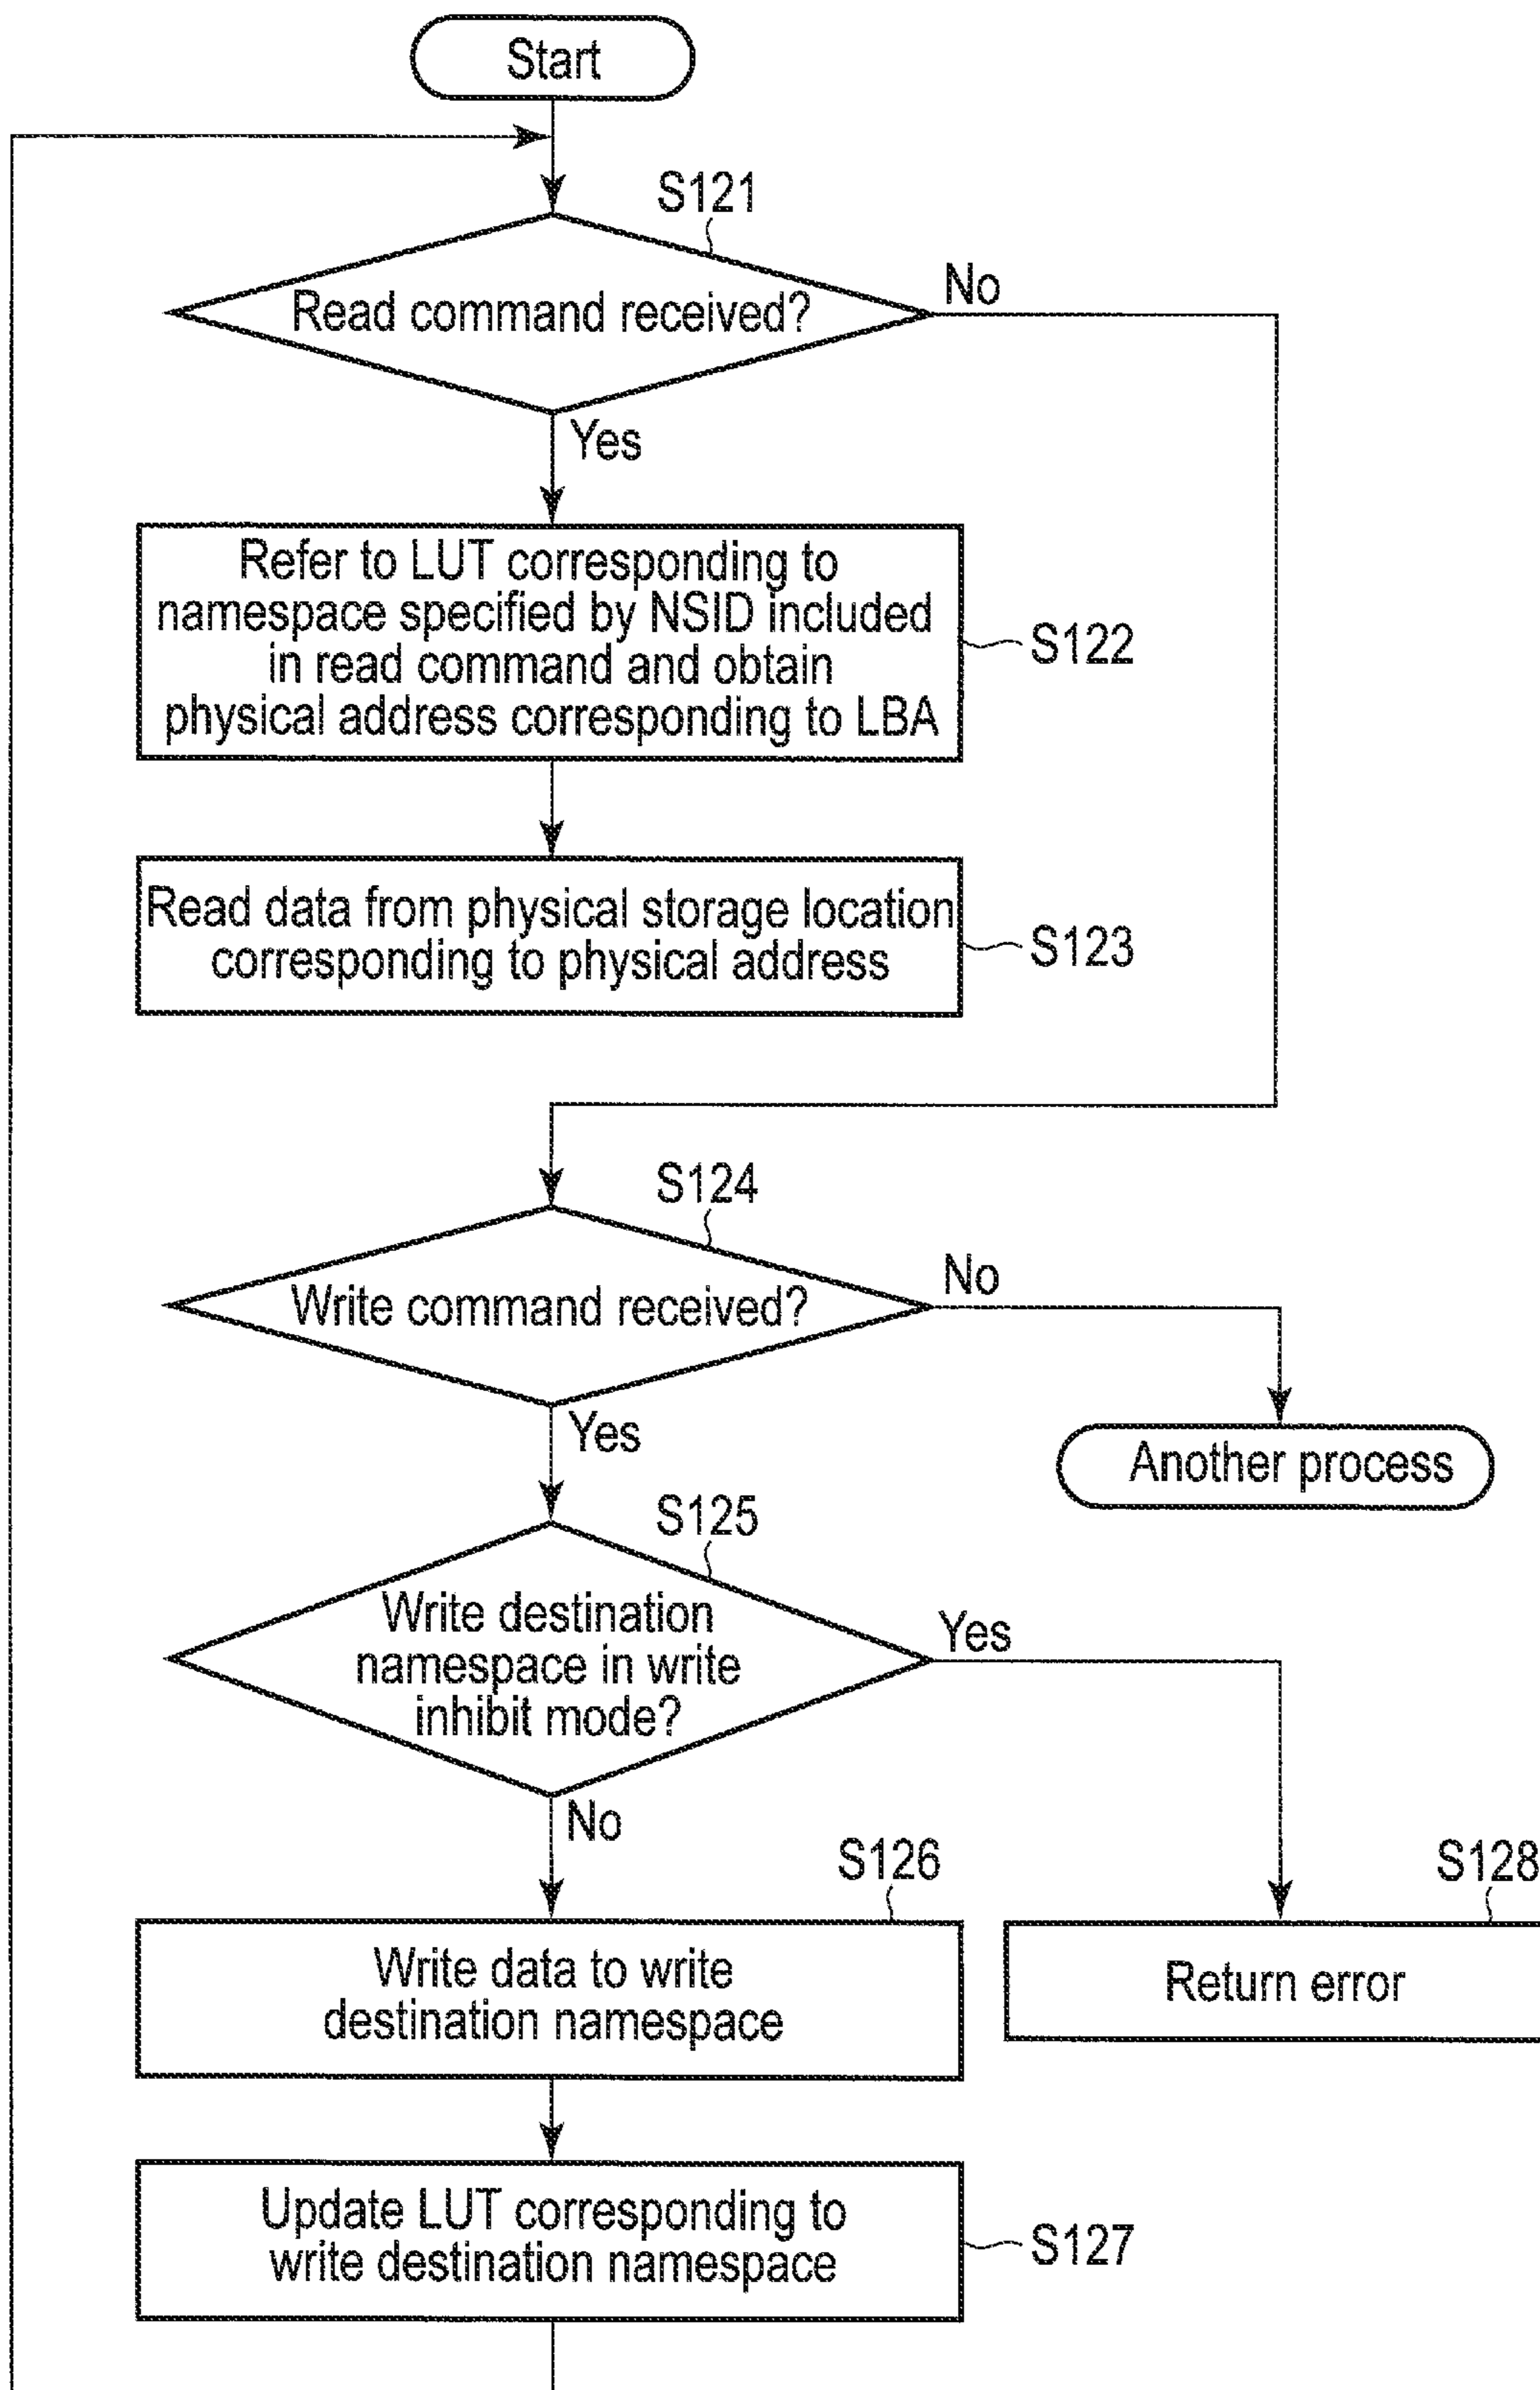 Start
S121
Read command received?
No
Yes
Refer to LUT corresponding to
namespace specified by NSID included
in read command and obtain
physical address corresponding to LBA
S122
Read data from physical storage location
corresponding to physical address
S123
S124
Write command received?
No
Yes
Another process
S125
Write destination
namespace in write
inhibit mode?
Yes
No
S126
S128
Write data to write
destination namespace
Return error
Update LUT corresponding to
write destination namespace
S127